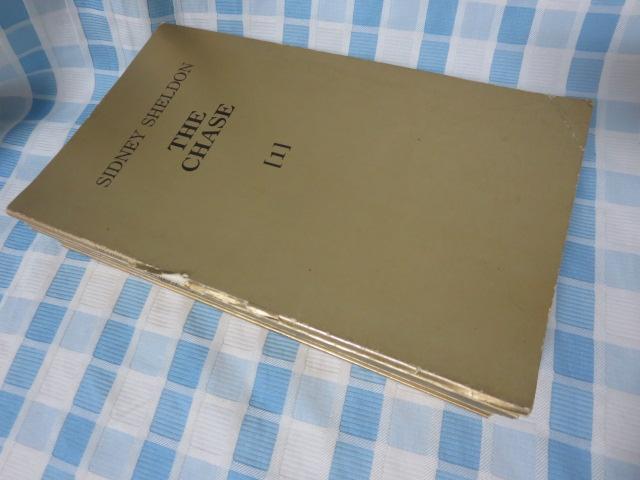 SIDNEY SHELDON
THE
CHASE
[1]